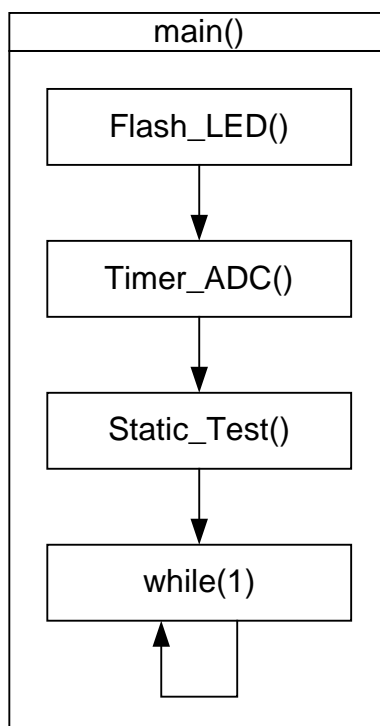 main()
Flash_LED()
Timer_ADC()
Static_Test()
while(1)